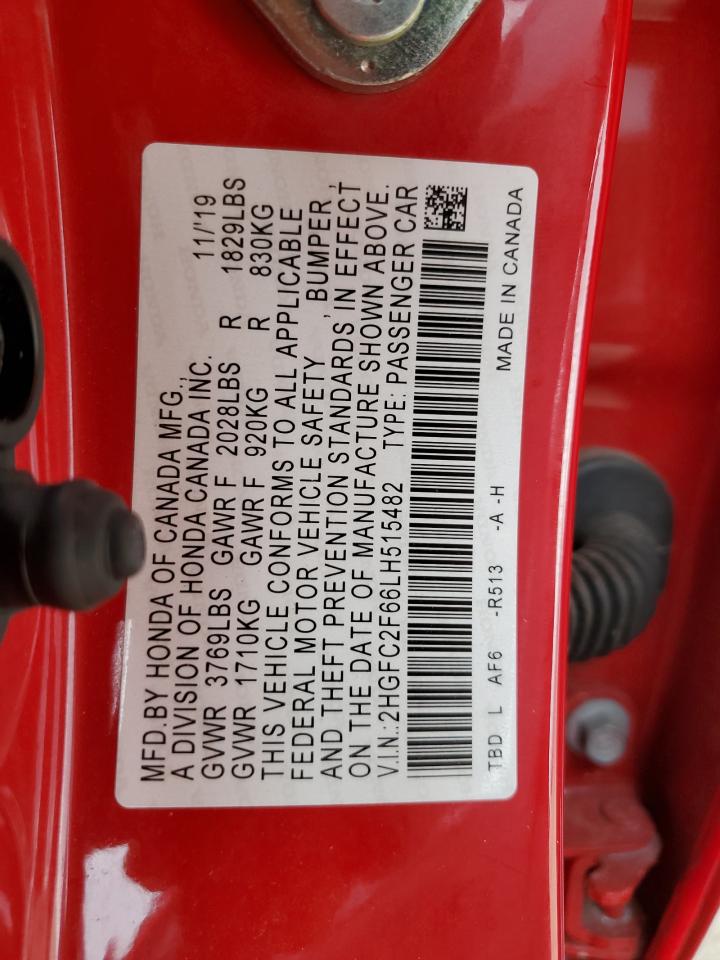 MFD.BY HONDA OF CANADA MFG., 11/'19
A DIVISION OF HONDA CANADA INC.
GVWR 3769LBS GAWR F 2028LBS R 1829LBS
GVWR 1710KG GAWR F 920KG R 830KG
THIS VEHICLE CONFORMS TO ALL APPLICABLE
FEDERAL MOTOR VEHICLE SAFETY , BUMPER ,
AND THEFT PREVENTION STANDARDS IN EFFECT
ON THE DATE OF MANUFACTURE SHOWN ABOVE.
V.I.N.:2HGFC2F66LH515482 TYPE: PASSENGER CAR
TBD L AF6 -R513 -A -H MADE IN CANADA